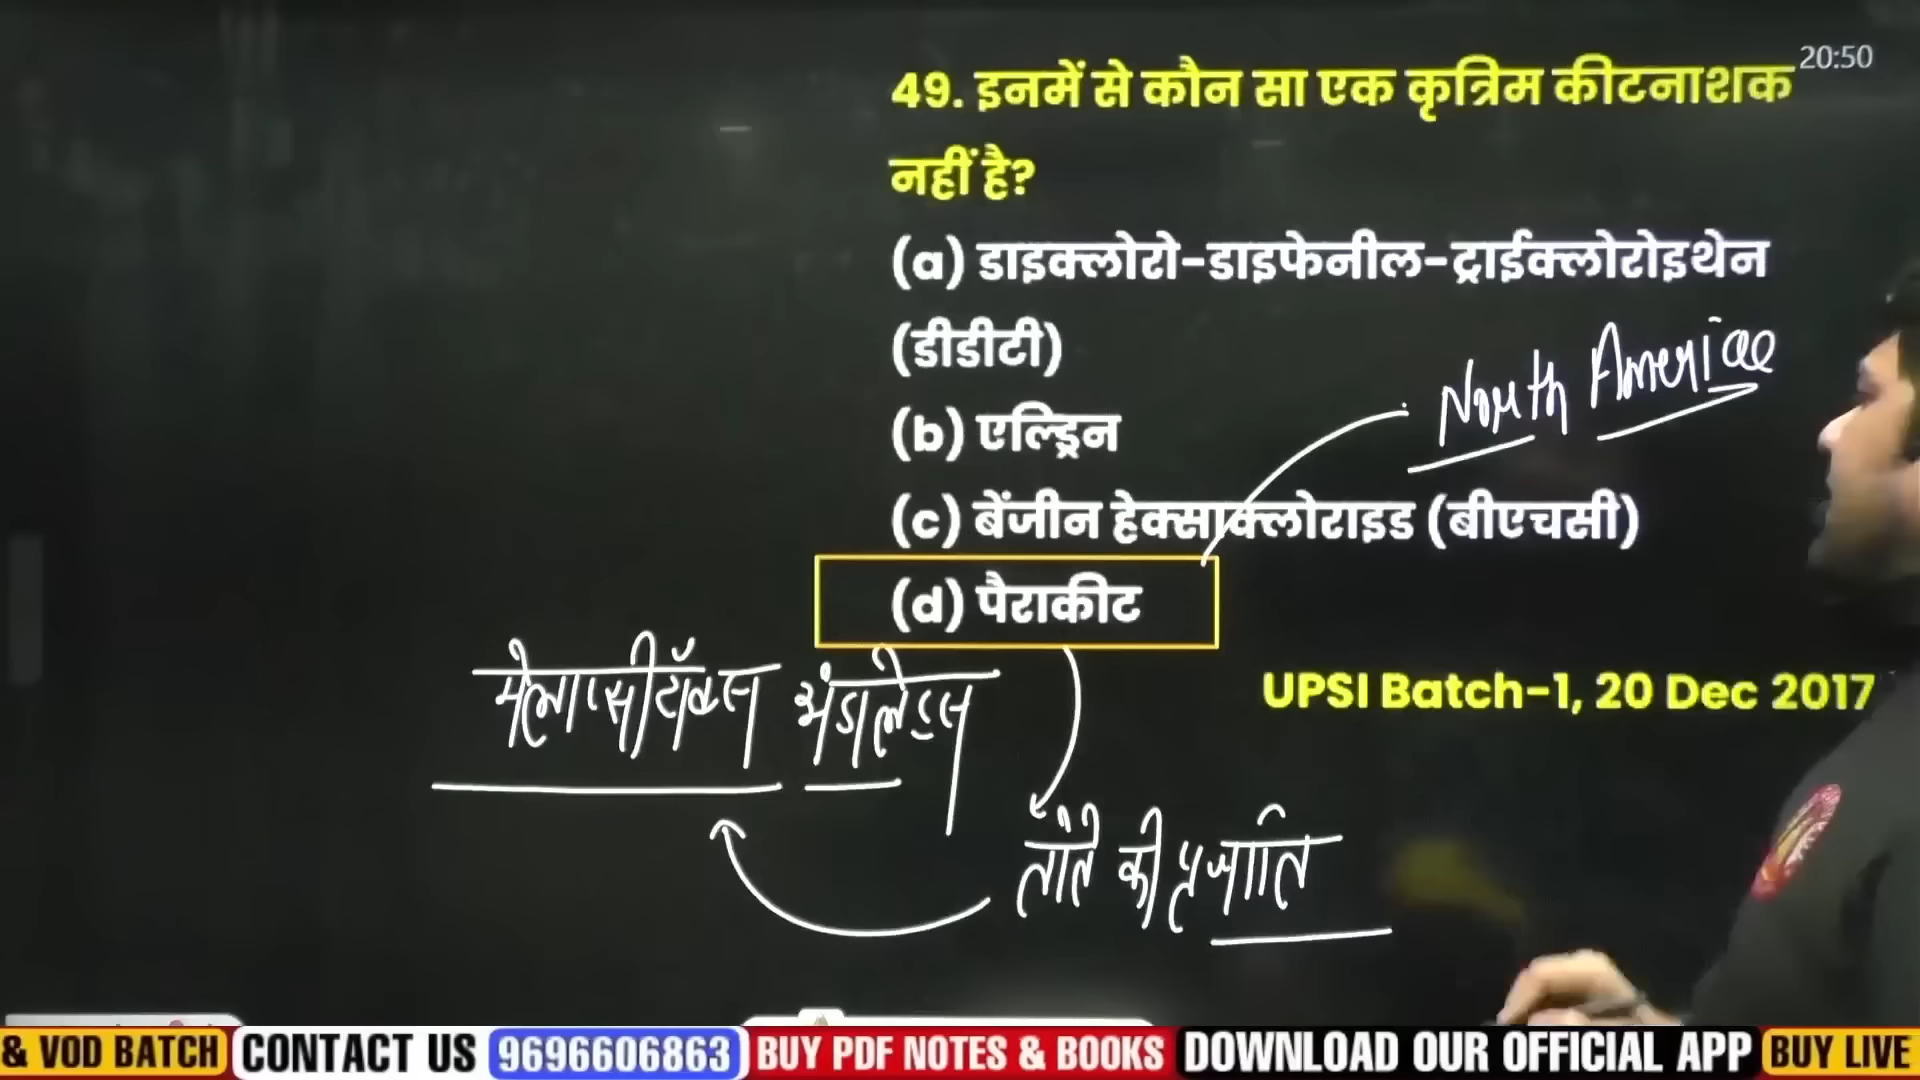 20:50
49. इनमें से कौन सा एक कृत्रिम कीटनाशक
नहीं है?
(a) डाइक्लोरो-डाइफेनील-ट्राईक्लोरोइथेन
(डीडीटी)
North America
(b) एल्ड्रिन
(c) बेंजीन हेक्साक्लोराइड (बीएचसी)
(d) पैराकीट
UPSI Batch-1, 20 Dec 2017
तोते की प्रजाति
& VOD BATCH CONTACT US 9696606863 BUY PDF NOTES & BOOKS DOWNLOAD OUR OFFICIAL APP BUY LIVE